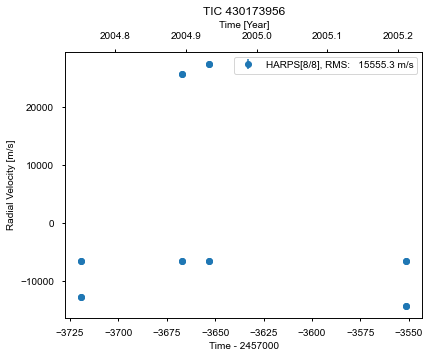 TIC 430173956
Time [Year]
2004.8 2004.9 2005.0 2005.1 2005.2
HARPS[8/8], RMS: 15555.3 m/s
Radial Velocity [m/s]
20000
10000
0
−10000
−3725 −3700 −3675 −3650 −3625 −3600 −3575 −3550
Time - 2457000